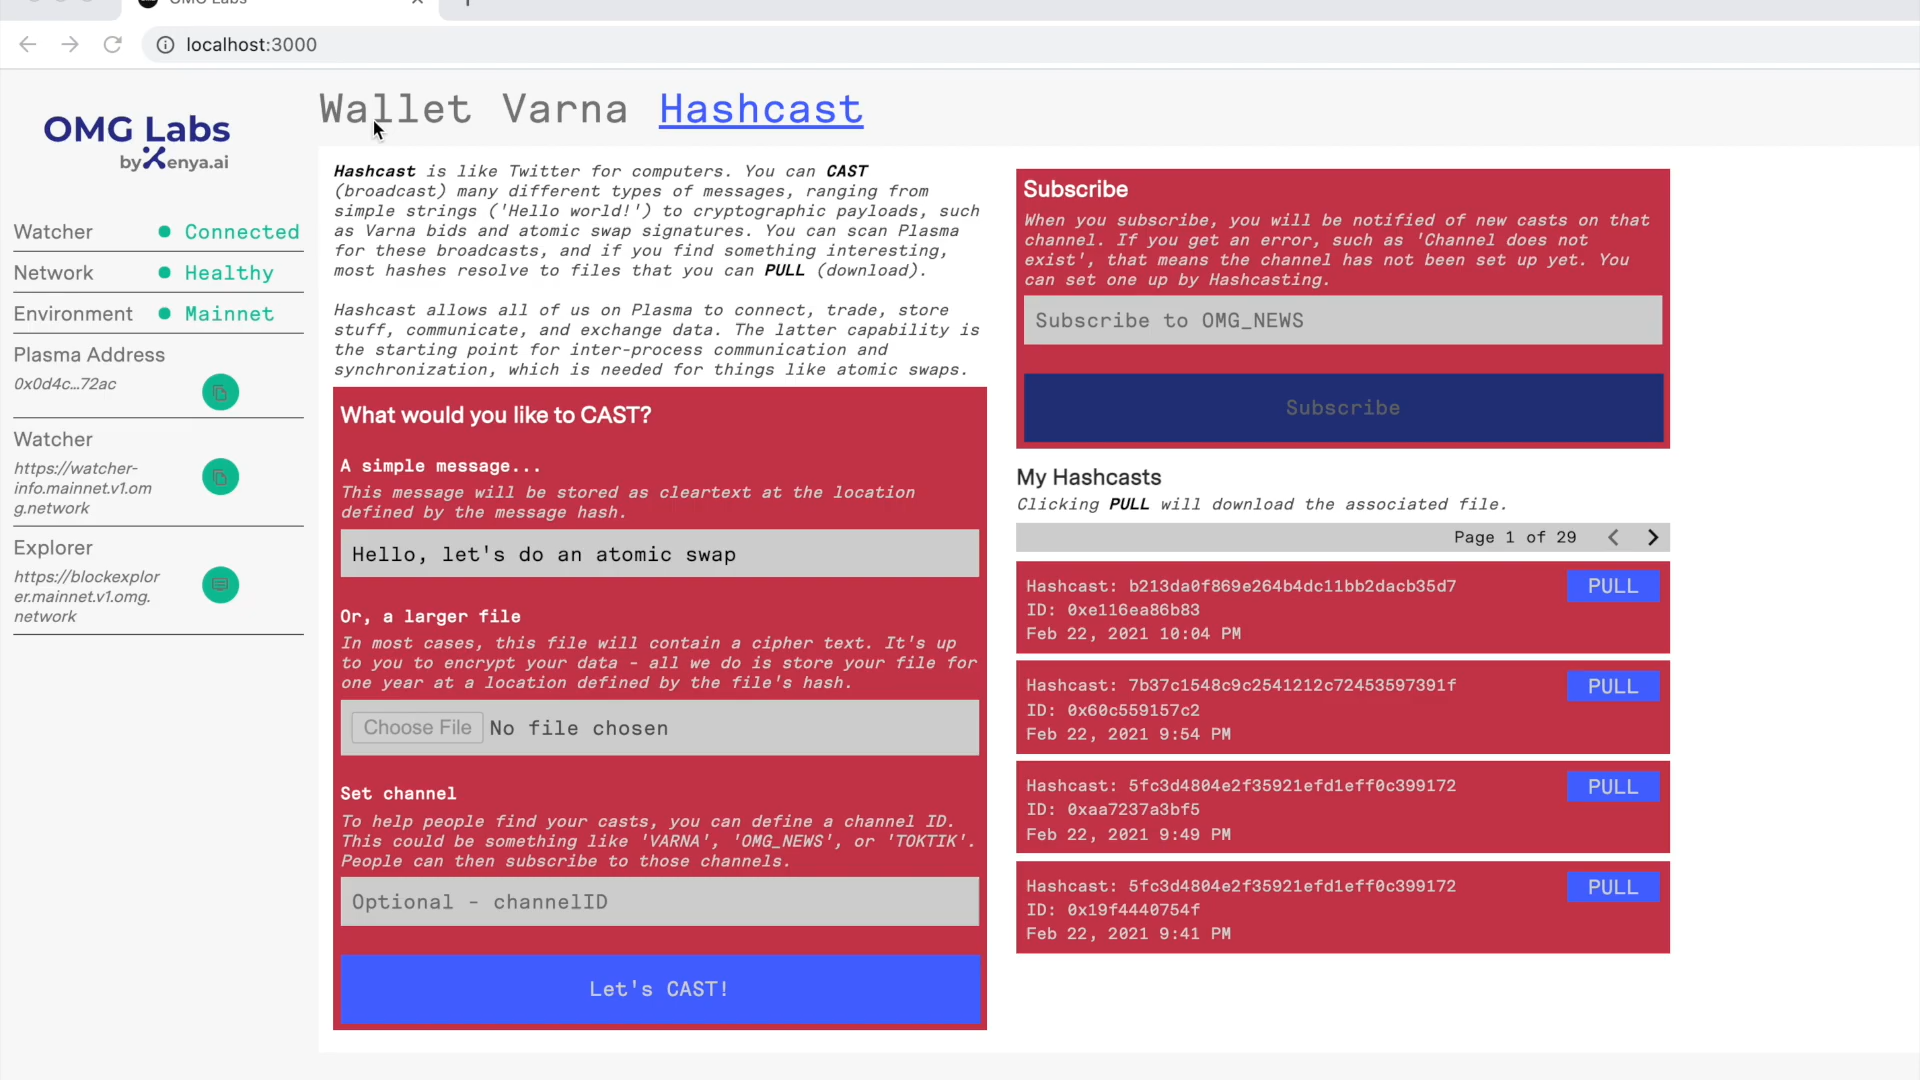 OMG Labs
localhost:3000
OMG Labs
by Xenya.ai
Wallet Varna Hashcast
Watcher Connected
Network Healthy
Environment Mainnet
Plasma Address
0x0d4c...72ac
Watcher
https://watcher-
info.mainnet.v1.om
g.network
Explorer
https://blockexplor
er.mainnet.v1.omg.
network
Hashcast is like Twitter for computers. You can CAST
(broadcast) many different types of messages, ranging from
simple strings ('Hello world!') to cryptographic payloads, such
as Varna bids and atomic swap signatures. You can scan Plasma
for these broadcasts, and if you find something interesting,
most hashes resolve to files that you can PULL (download).
Hashcast allows all of us on Plasma to connect, trade, store
stuff, communicate, and exchange data. The latter capability is
the starting point for inter-process communication and
synchronization, which is needed for things like atomic swaps.
What would you like to CAST?
A simple message...
This message will be stored as cleartext at the location
defined by the message hash.
Hello, let's do an atomic swap
Or, a larger file
In most cases, this file will contain a cipher text. It's up
to you to encrypt your data - all we do is store your file for
one year at a location defined by the file's hash.
Choose File No file chosen
Set channel
To help people find your casts, you can define a channel ID.
This could be something like 'VARNA', 'OMG_NEWS', or 'TOKTIK'.
People can then subscribe to those channels.
Optional - channelID
Let's CAST!
Subscribe
When you subscribe, you will be notified of new casts on that
channel. If you get an error, such as 'Channel does not
exist', that means the channel has not been set up yet. You
can set one up by Hashcasting.
Subscribe to OMG_NEWS
Subscribe
My Hashcasts
Clicking PULL will download the associated file.
Page 1 of 29
Hashcast: b213da0f869e264b4dc11bb2dacb35d7
PULL
ID: 0xe116ea86b83
Feb 22, 2021 10:04 PM
Hashcast: 7b37c1548c9c2541212c72453597391f
PULL
ID: 0x60c559157c2
Feb 22, 2021 9:54 PM
Hashcast: 5fc3d4804e2f35921efd1eff0c399172
PULL
ID: 0xaa7237a3bf5
Feb 22, 2021 9:49 PM
Hashcast: 5fc3d4804e2f35921efd1eff0c399172
PULL
ID: 0x19f4440754f
Feb 22, 2021 9:41 PM